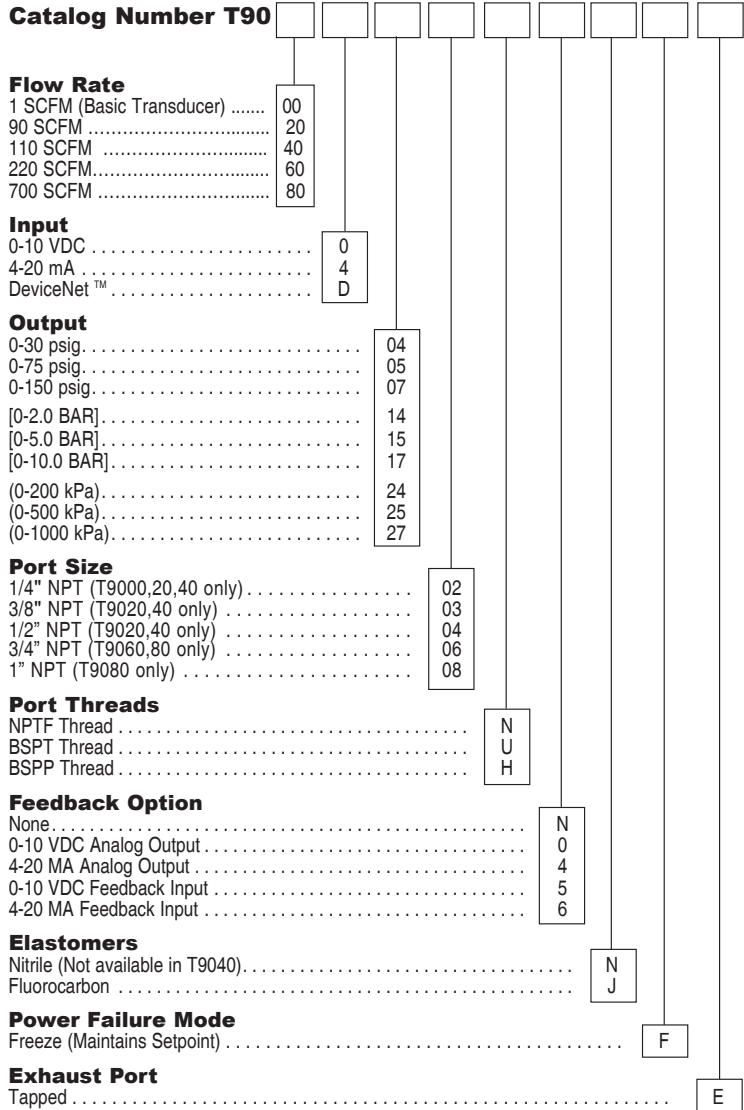 Catalog Number T90
Flow Rate
1 SCFM (Basic Transducer) ....... 00
90 SCFM ................................... 20
110 SCFM ................................ 40
220 SCFM.................................. 60
700 SCFM ................................. 80
Input
0-10 VDC . . . . . . . . . . . . . . . . . . . . . . . 0
4-20 mA . . . . . . . . . . . . . . . . . . . . . . . . 4
DeviceNet ™ . . . . . . . . . . . . . . . . . . . . . D
Output
0-30 psig. . . . . . . . . . . . . . . . . . . . . . . . . . . . . 04
0-75 psig. . . . . . . . . . . . . . . . . . . . . . . . . . . . . 05
0-150 psig. . . . . . . . . . . . . . . . . . . . . . . . . . . . 07
[0-2.0 BAR] . . . . . . . . . . . . . . . . . . . . . . . . . . . 14
[0-5.0 BAR] . . . . . . . . . . . . . . . . . . . . . . . . . . . 15
[0-10.0 BAR] . . . . . . . . . . . . . . . . . . . . . . . . . . 17
(0-200 kPa) . . . . . . . . . . . . . . . . . . . . . . . . . . . 24
(0-500 kPa) . . . . . . . . . . . . . . . . . . . . . . . . . . . 25
(0-1000 kPa) . . . . . . . . . . . . . . . . . . . . . . . . . . 27
Port Size
1/4" NPT (T9000,20,40 only) . . . . . . . . . . . . . . . . . 02
3/8" NPT (T9020,40 only) . . . . . . . . . . . . . . . . . . . . 03
1/2” NPT (T9020,40 only) . . . . . . . . . . . . . . . . . . . . 04
3/4” NPT (T9060,80 only) . . . . . . . . . . . . . . . . . . . . 06
1” NPT (T9080 only) . . . . . . . . . . . . . . . . . . . . . . . . 08
Port Threads
NPTF Thread . . . . . . . . . . . . . . . . . . . . . . . . . . . . . . . . . . . . . N
BSPT Thread . . . . . . . . . . . . . . . . . . . . . . . . . . . . . . . . . . . . . U
BSPP Thread . . . . . . . . . . . . . . . . . . . . . . . . . . . . . . . . . . . . . H
Feedback Option
None . . . . . . . . . . . . . . . . . . . . . . . . . . . . . . . . . . . . . . . . . . . . . . . . . N
0-10 VDC Analog Output . . . . . . . . . . . . . . . . . . . . . . . . . . . . . . . . . . 0
4-20 MA Analog Output . . . . . . . . . . . . . . . . . . . . . . . . . . . . . . . . . . . 4
0-10 VDC Feedback Input . . . . . . . . . . . . . . . . . . . . . . . . . . . . . . . . . 5
4-20 MA Feedback Input . . . . . . . . . . . . . . . . . . . . . . . . . . . . . . . . . . 6
Elastomers
Nitrile (Not available in T9040) . . . . . . . . . . . . . . . . . . . . . . . . . . . . . . . . . . . N
Fluorocarbon . . . . . . . . . . . . . . . . . . . . . . . . . . . . . . . . . . . . . . . . . . . . . . . . J
Power Failure Mode
Freeze (Maintains Setpoint) . . . . . . . . . . . . . . . . . . . . . . . . . . . . . . . . . . . . . . . . . F
Exhaust Port
Tapped . . . . . . . . . . . . . . . . . . . . . . . . . . . . . . . . . . . . . . . . . . . . . . . . . . . . . . . . . . . . . . E